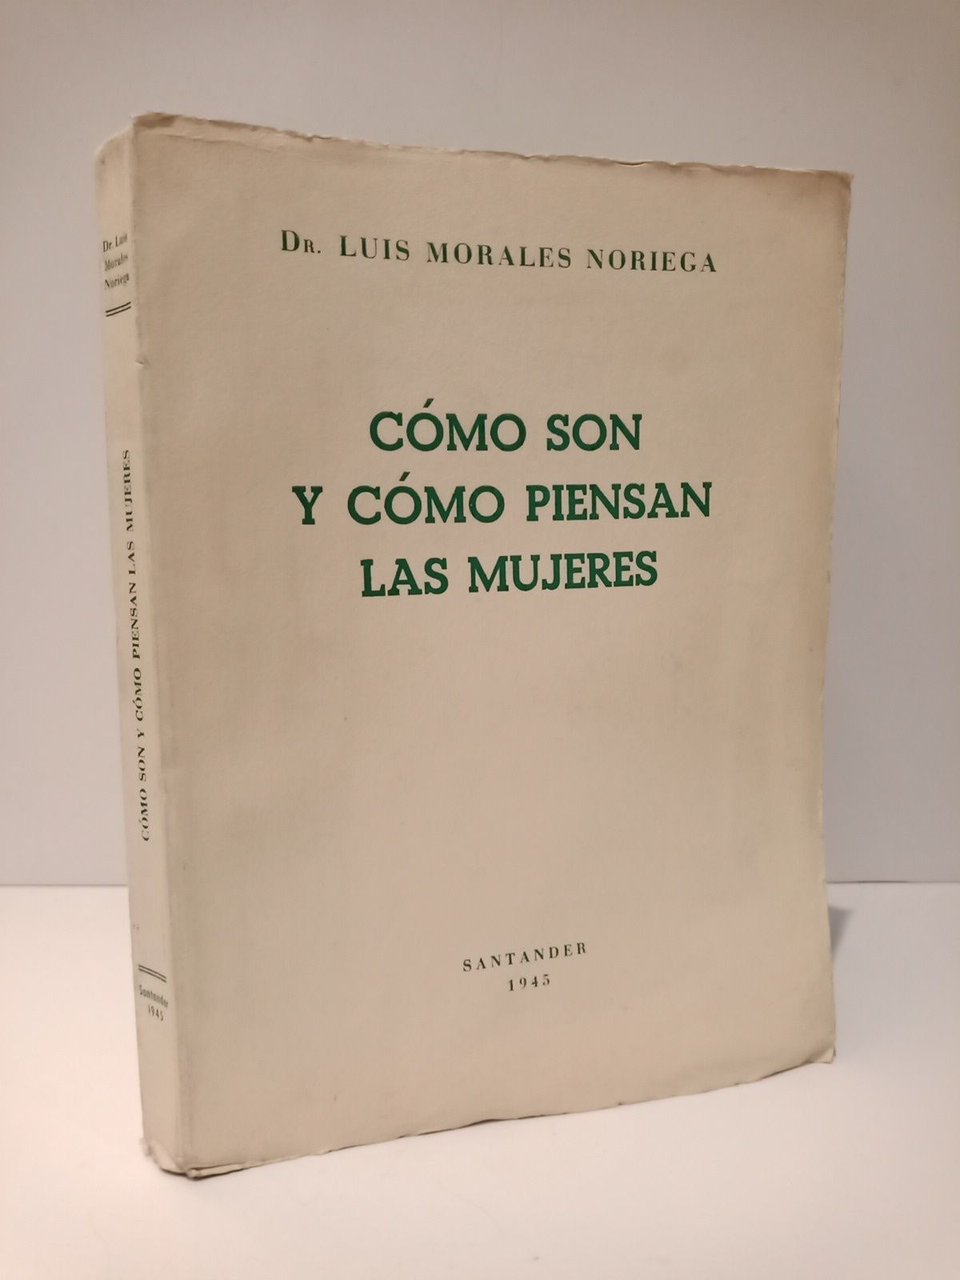 Dr. LUIS MORALES NORIEGA
CÓMO SON
Y CÓMO PIENSAN
LAS MUJERES
SANTANDER
1945
Dr. Luis
Morales
Noriega
CÓMO SON Y CÓMO PIENSAN LAS MUJERES
Santander
1945